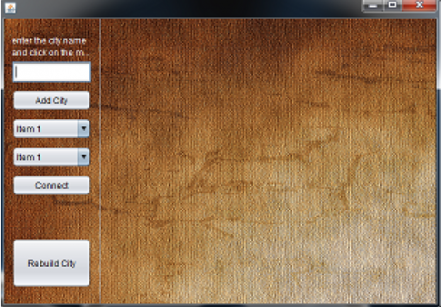 enter the city name
and click on the m...
Add City
Item 1
Item 1
Connect
Rebuild City